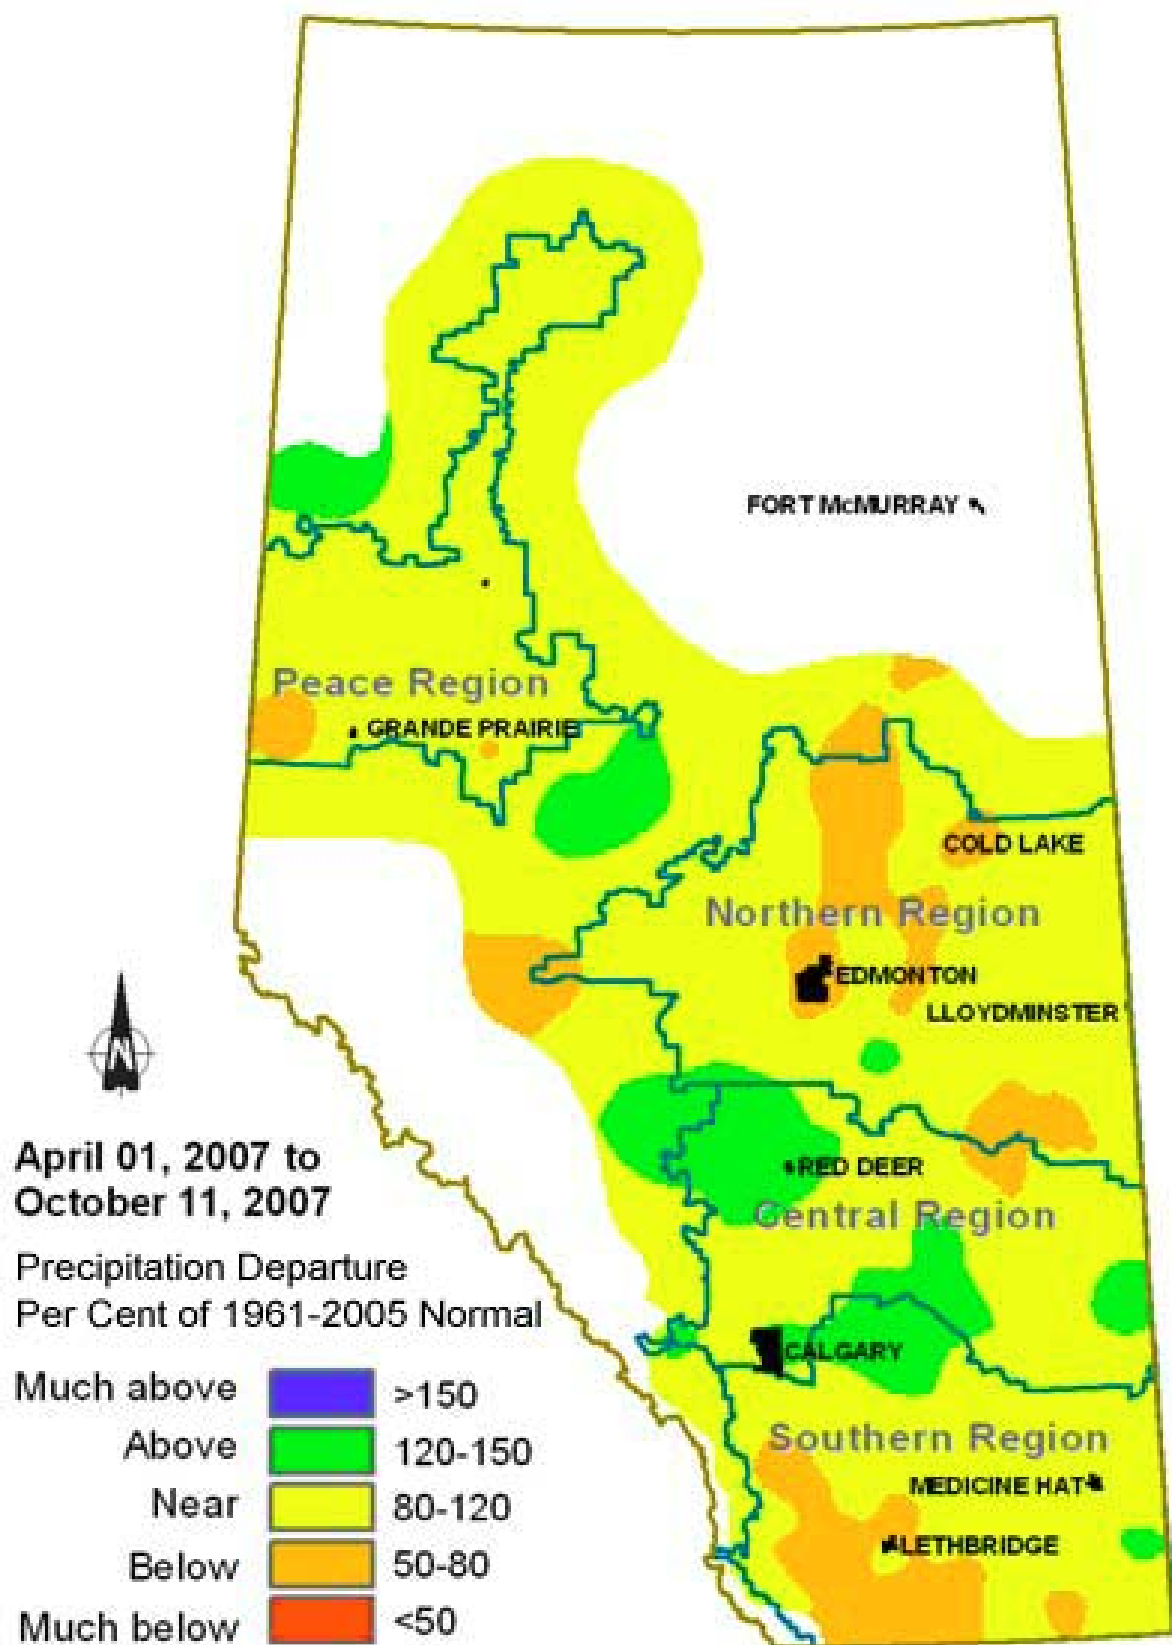 FORT McMURRAY
Peace Region
GRANDE PRAIRIE
COLD LAKE
Northern Region
EDMONTON
LLOYDMINSTER
N
April 01, 2007 to
October 11, 2007
RED DEER
Central Region
Precipitation Departure
Per Cent of 1961-2005 Normal
CALGARY
Much above >150
Above 120-150
Near 80-120
Below 50-80
Much below <50
Southern Region
MEDICINE HAT
LETHBRIDGE